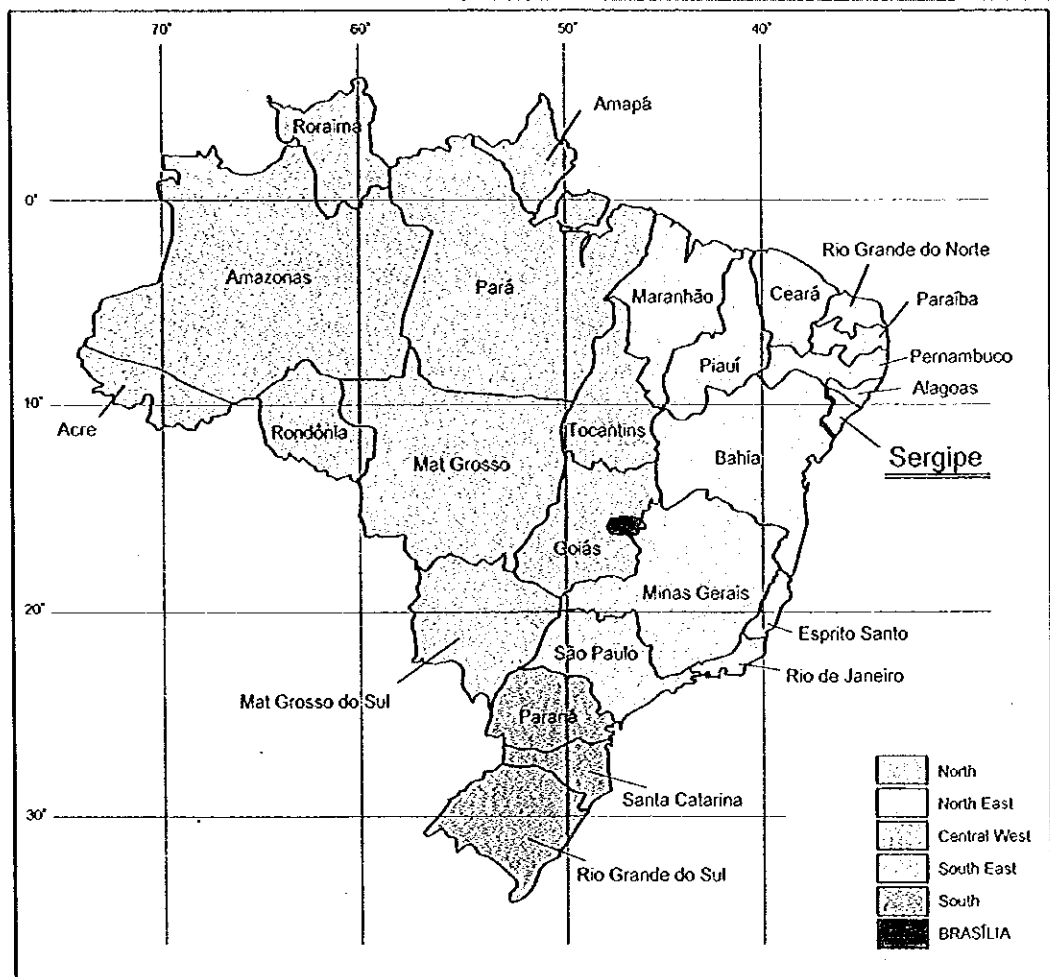 70°
60°
50°
40°
Amapá
Roraima
0°
Rio Grande do Norte
Amazonas
Pará
Maranhão
Ceará
Paraíba
Piauí
Pernambuco
Alagoas
10°
Acre
Rondônia
Tocantins
Mat Grosso
Bahia
Sergipe
Goiás
Minas Gerais
20°
Esprito Santo
São Paulo
Rio de Janeiro
Mat Grosso do Sul
Paraná
Santa Catarina
30°
Rio Grande do Sul
North
North East
Central West
South East
South
BRASÍLIA